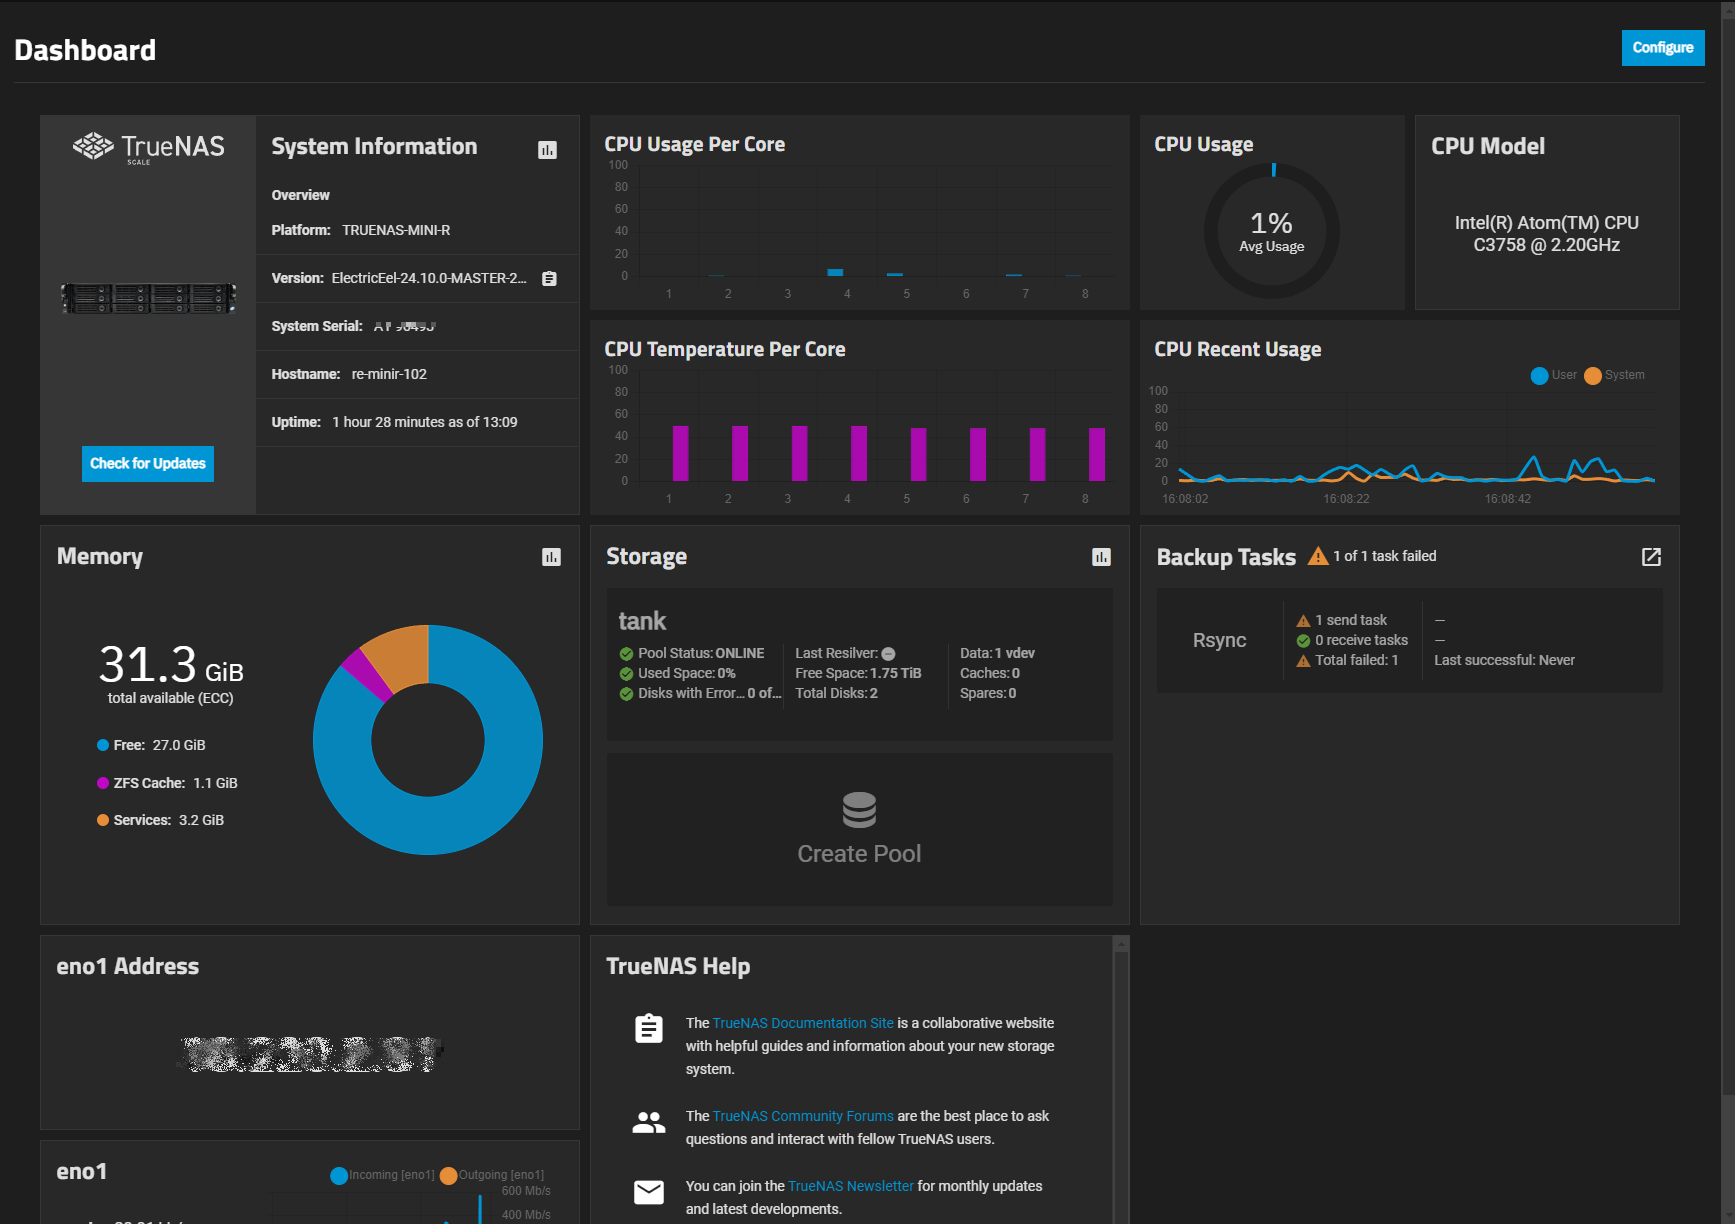 Dashboard
Configure
TrueNAS
SCALE
Check for Updates
System Information
Overview
Platform: TRUENAS-MINI-R
Version: ElectricEel-24.10.0-MASTER-2...
System Serial:
Hostname: re-minir-102
Uptime: 1 hour 28 minutes as of 13:09
CPU Usage Per Core
100
80
60
40
20
0
1 2 3 4 5 6 7 8
CPU Usage
1%
Avg Usage
CPU Model
Intel(R) Atom(TM) CPU
C3758 @ 2.20GHz
CPU Temperature Per Core
100
80
60
40
20
0
1 2 3 4 5 6 7 8
CPU Recent Usage
User System
100
80
60
40
20
0
16:08:02 16:08:22 16:08:42
Memory
31.3 GiB
total available (ECC)
Free: 27.0 GiB
ZFS Cache: 1.1 GiB
Services: 3.2 GiB
Storage
tank
Pool Status: ONLINE Last Resilver: Data: 1 vdev
Used Space: 0% Free Space: 1.75 TiB Caches: 0
Disks with Error... 0 of... Total Disks: 2 Spares: 0
Create Pool
Backup Tasks 1 of 1 task failed
Rsync
1 send task —
0 receive tasks —
Total failed: 1 Last successful: Never
eno1 Address
TrueNAS Help
The TrueNAS Documentation Site is a collaborative website
with helpful guides and information about your new storage
system.
The TrueNAS Community Forums are the best place to ask
questions and interact with fellow TrueNAS users.
You can join the TrueNAS Newsletter for monthly updates
and latest developments.
eno1
Incoming [eno1] Outgoing [eno1]
600 Mb/s
400 Mb/s